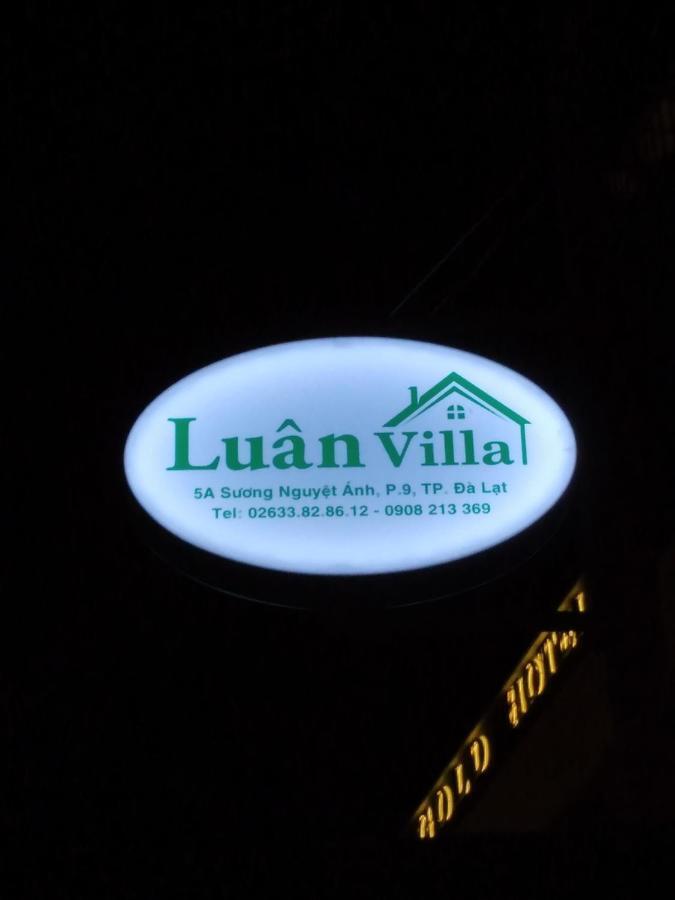 Luân Villa
5A Sương Nguyệt Ánh, P.9, TP. Đà Lạt
Tel: 02633.82.86.12 - 0908 213 369